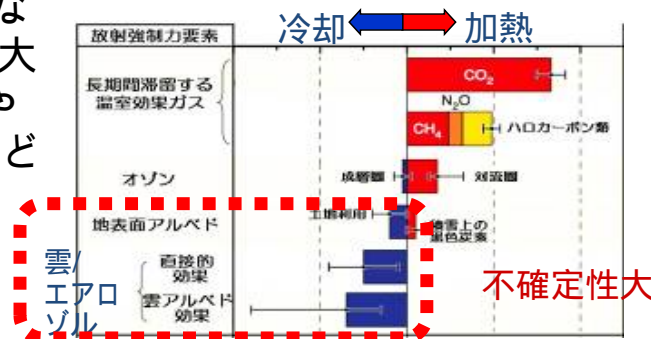 な
大
や
ど
冷却 加熱
放射強制力要素
長期間滞留する
温室効果ガス
CO2
N2O
CH4 ハロカーボン類
オゾン 成層圏 対流圏
地表面アルベド 土地利用 積雪上の
黒色炭素
雲/
エアロ
ゾル
直接的
効果
雲アルベド
効果
不確定性大